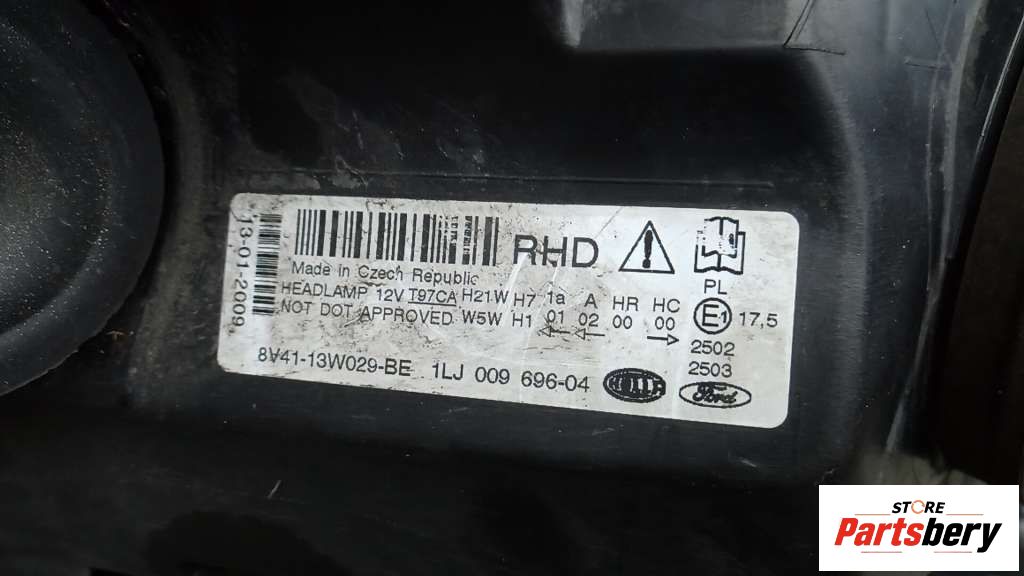 13-01-2009
RHD
Made in Czech Republic
PL
HEADLAMP 12V T97CA H21W H7 1a A HR HC
NOT DOT APPROVED W5W H1 01 02 00 00 E1 17,5
2502
2503
8V41-13W029-BE 1LJ 009 696-04 HELLA Ford
STORE
Partsbery